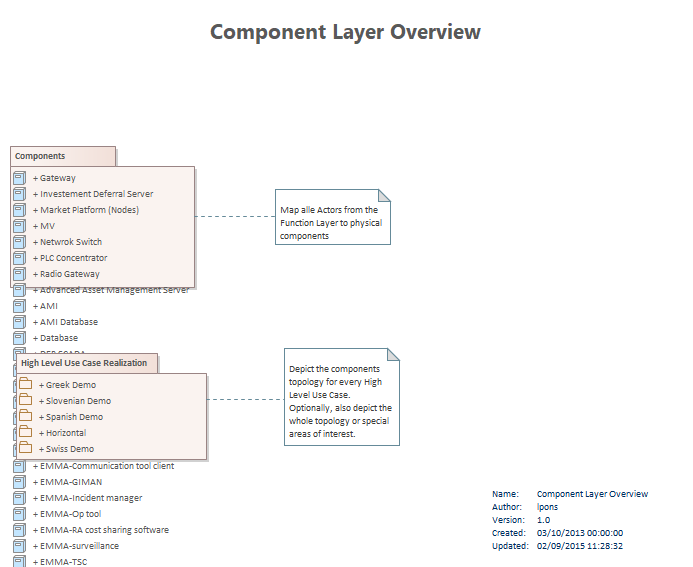 Component Layer Overview
Components
+ Gateway
+ Investement Deferral Server
+ Market Platform (Nodes)
+ MV
+ Netwrok Switch
+ PLC Concentrator
+ Radio Gateway
+ Advanced Asset Management Server
+ AMI
+ AMI Database
+ Database
Map alle Actors from the
Function Layer to physical
components
High Level Use Case Realization
+ Greek Demo
+ Slovenian Demo
+ Spanish Demo
+ Horizontal
+ Swiss Demo
Depict the components
topology for every High
Level Use Case.
Optionally, also depict the
whole topology or special
areas of interest.
+ EMMA-Communication tool client
+ EMMA-GIMAN
+ EMMA-Incident manager
+ EMMA-Op tool
+ EMMA-RA cost sharing software
+ EMMA-surveillance
+ EMMA-TSC
Name: Component Layer Overview
Author: lpons
Version: 1.0
Created: 03/10/2013 00:00:00
Updated: 02/09/2015 11:28:32